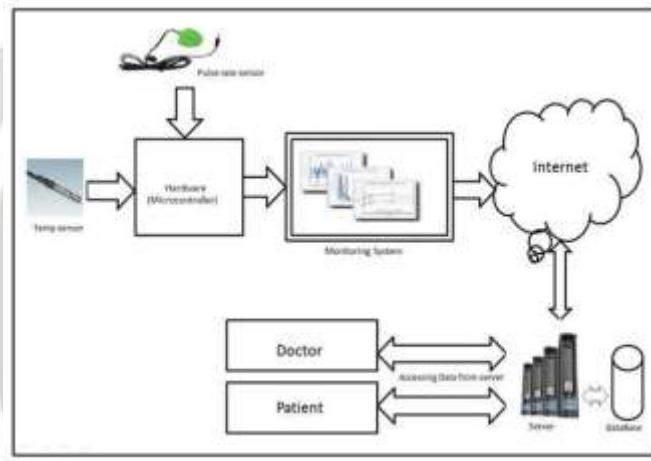 Pulse rate sensor
Hardware
(Microcontroller)
Internet
Temp sensor
Monitoring System
Doctor
Accessing Data from server
Patient
Server
DataBase